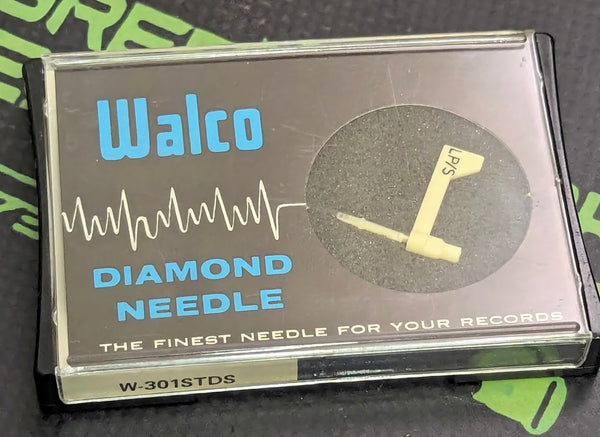 Walco
LP/S
DIAMOND
NEEDLE
THE FINEST NEEDLE FOR YOUR RECORDS
W-301STDS